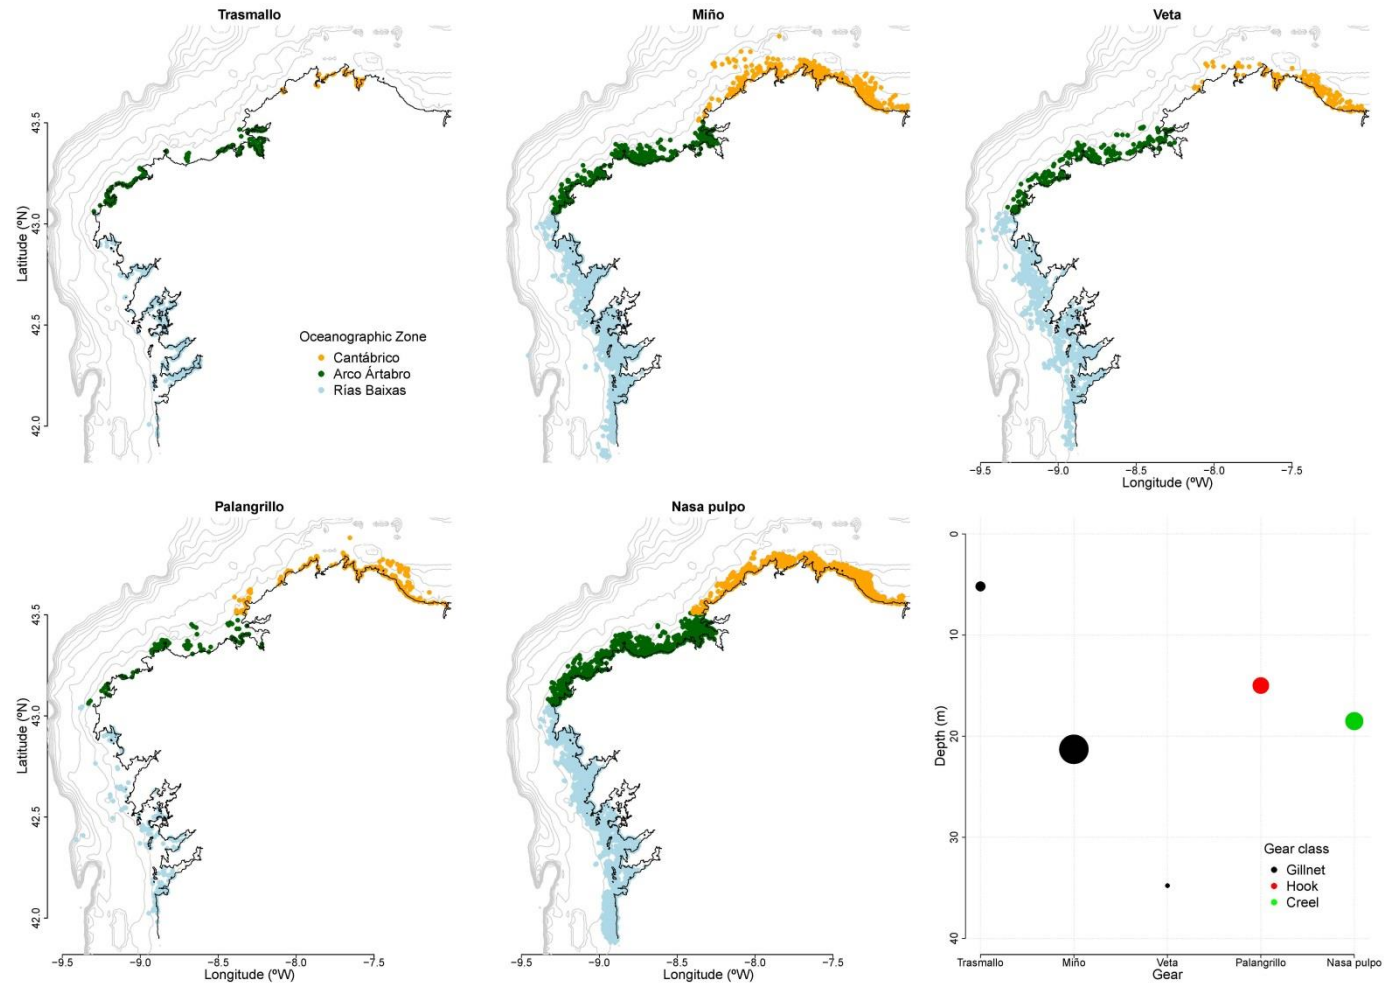 Trasmallo
Miño
Veta
Latitude (ºN)
43.5
43.0
42.5
42.0
Oceanographic Zone
Cantábrico
Arco Ártabro
Rías Baixas
−9.5 −9.0 −8.5 −8.0 −7.5
Longitude (ºW)
Palangrillo
Nasa pulpo
Latitude (ºN)
43.5
43.0
42.5
42.0
−9.5 −9.0 −8.5 −8.0 −7.5
Longitude (ºW)
−9.5 −9.0 −8.5 −8.0 −7.5
Longitude (ºW)
Depth (m)
0
10
20
30
40
Gear class
Gillnet
Hook
Creel
Trasmallo Miño Veta Palangrillo Nasa pulpo
Gear